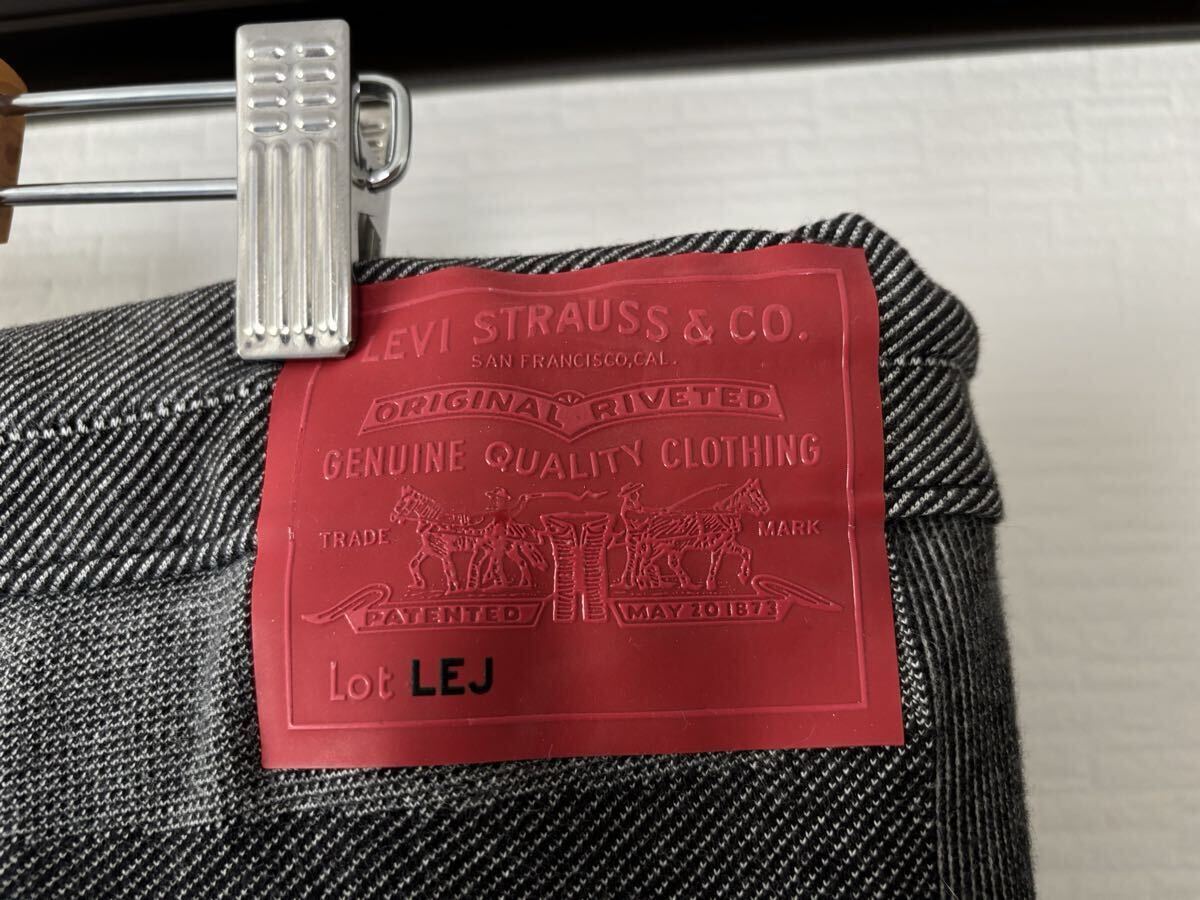 LEVI STRAUSS & CO.
SAN FRANCISCO, CAL.
ORIGINAL RIVETED
GENUINE QUALITY CLOTHING
TRADE MARK
PATENTED MAY 20 1873
Lot LEJ